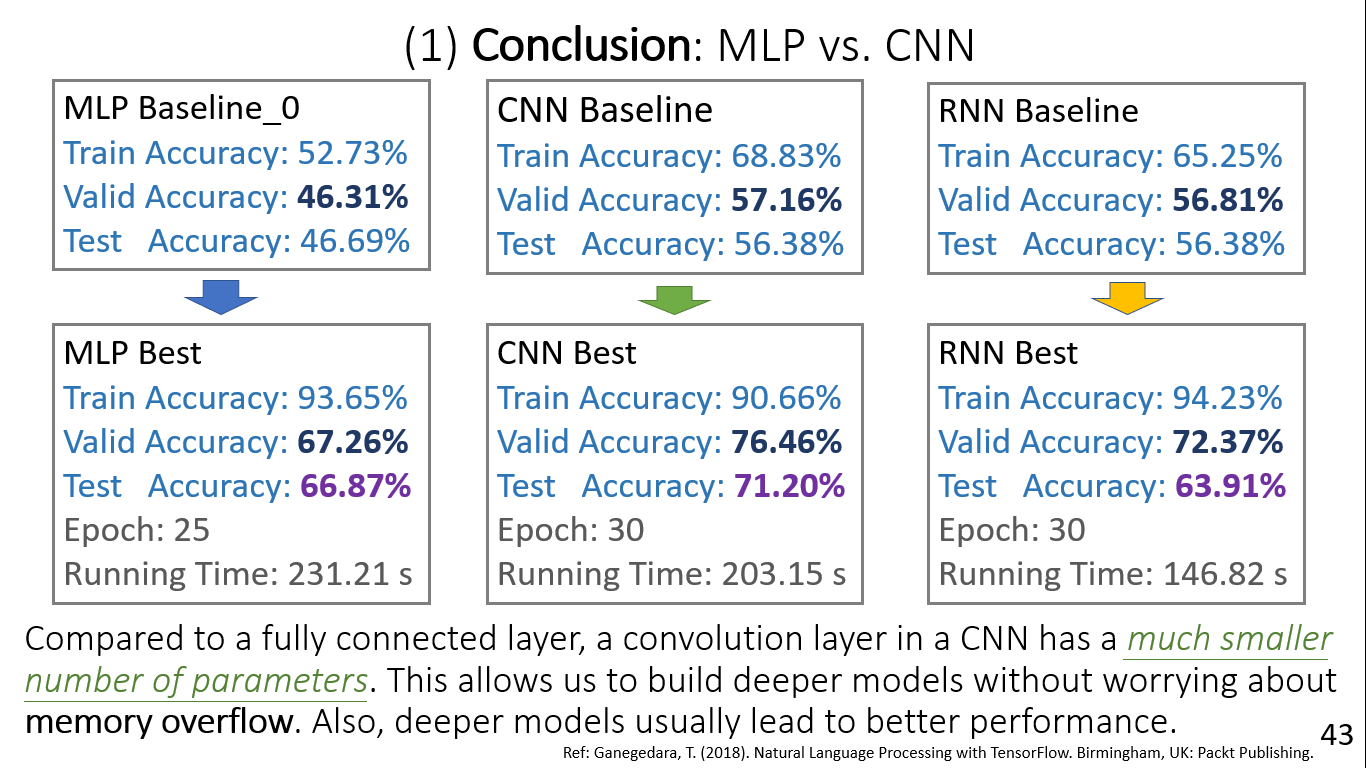 (1) Conclusion: MLP vs. CNN
MLP Baseline_0
Train Accuracy: 52.73%
Valid Accuracy: 46.31%
Test Accuracy: 46.69%
CNN Baseline
Train Accuracy: 68.83%
Valid Accuracy: 57.16%
Test Accuracy: 56.38%
RNN Baseline
Train Accuracy: 65.25%
Valid Accuracy: 56.81%
Test Accuracy: 56.38%
MLP Best
Train Accuracy: 93.65%
Valid Accuracy: 67.26%
Test Accuracy: 66.87%
Epoch: 25
Running Time: 231.21 s
CNN Best
Train Accuracy: 90.66%
Valid Accuracy: 76.46%
Test Accuracy: 71.20%
Epoch: 30
Running Time: 203.15 s
RNN Best
Train Accuracy: 94.23%
Valid Accuracy: 72.37%
Test Accuracy: 63.91%
Epoch: 30
Running Time: 146.82 s
Compared to a fully connected layer, a convolution layer in a CNN has a much smaller
number of parameters. This allows us to build deeper models without worrying about
memory overflow. Also, deeper models usually lead to better performance.
43
Ref: Ganegedara, T. (2018). Natural Language Processing with TensorFlow. Birmingham, UK: Packt Publishing.